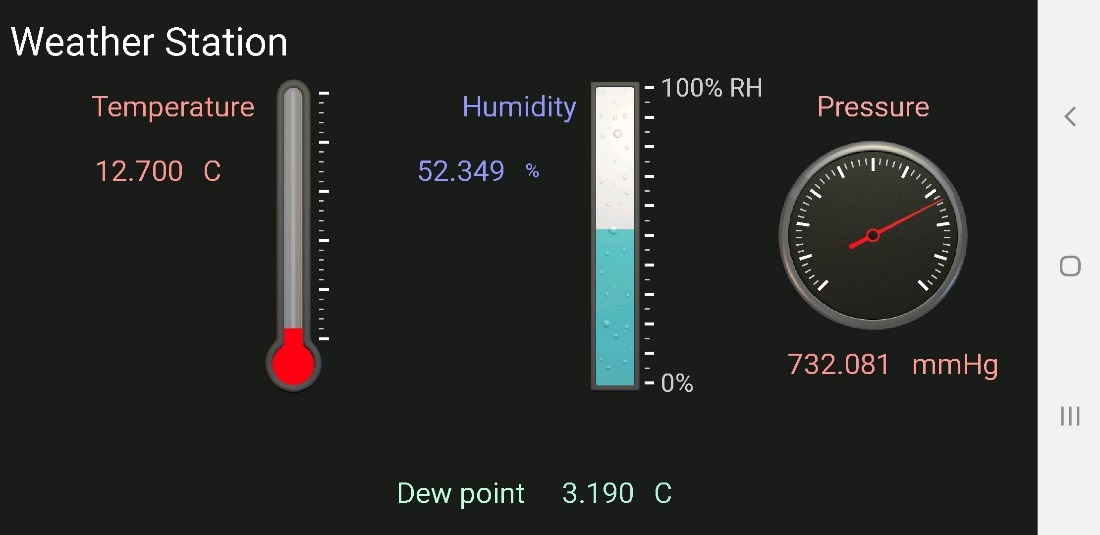 Weather Station
Temperature
12.700 C
Humidity
52.349 %
100% RH
0%
Pressure
732.081 mmHg
Dew point 3.190 C